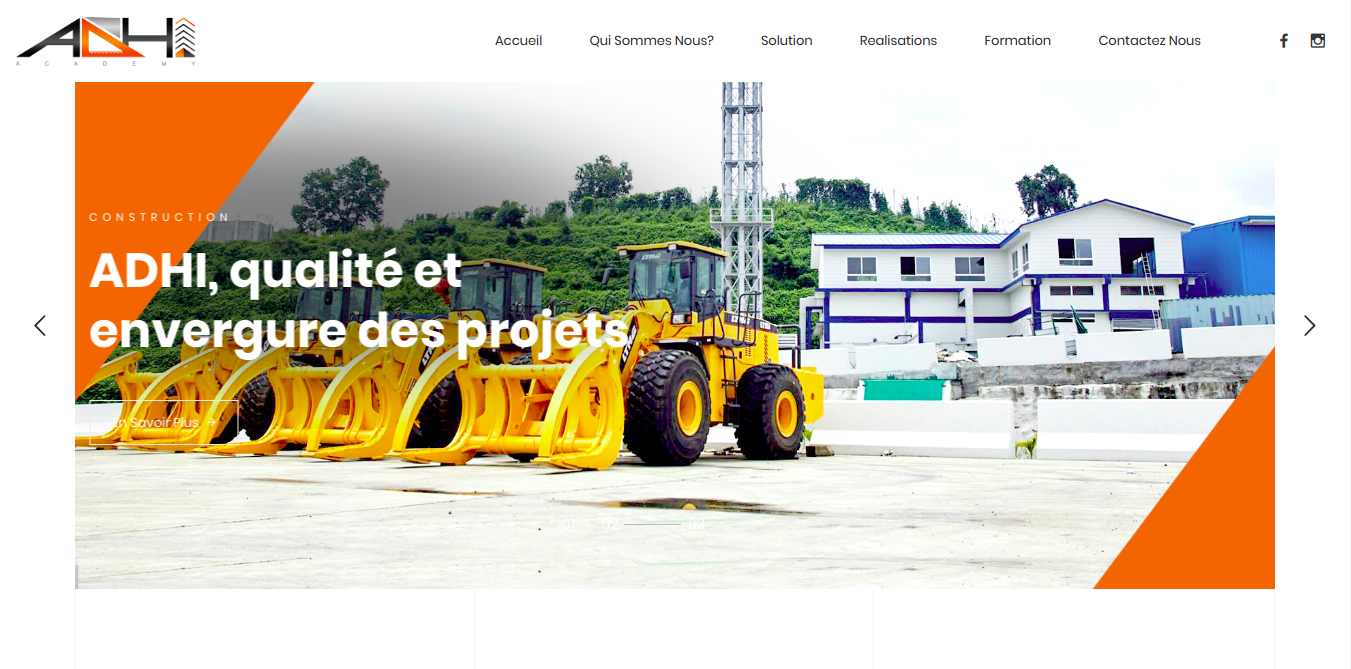 ADHI
ACADEMY
Accueil
Qui Sommes Nous?
Solution
Realisations
Formation
Contactez Nous
CONSTRUCTION
ADHI, qualité et
envergure des projets
En Savoir Plus →
01 02 03